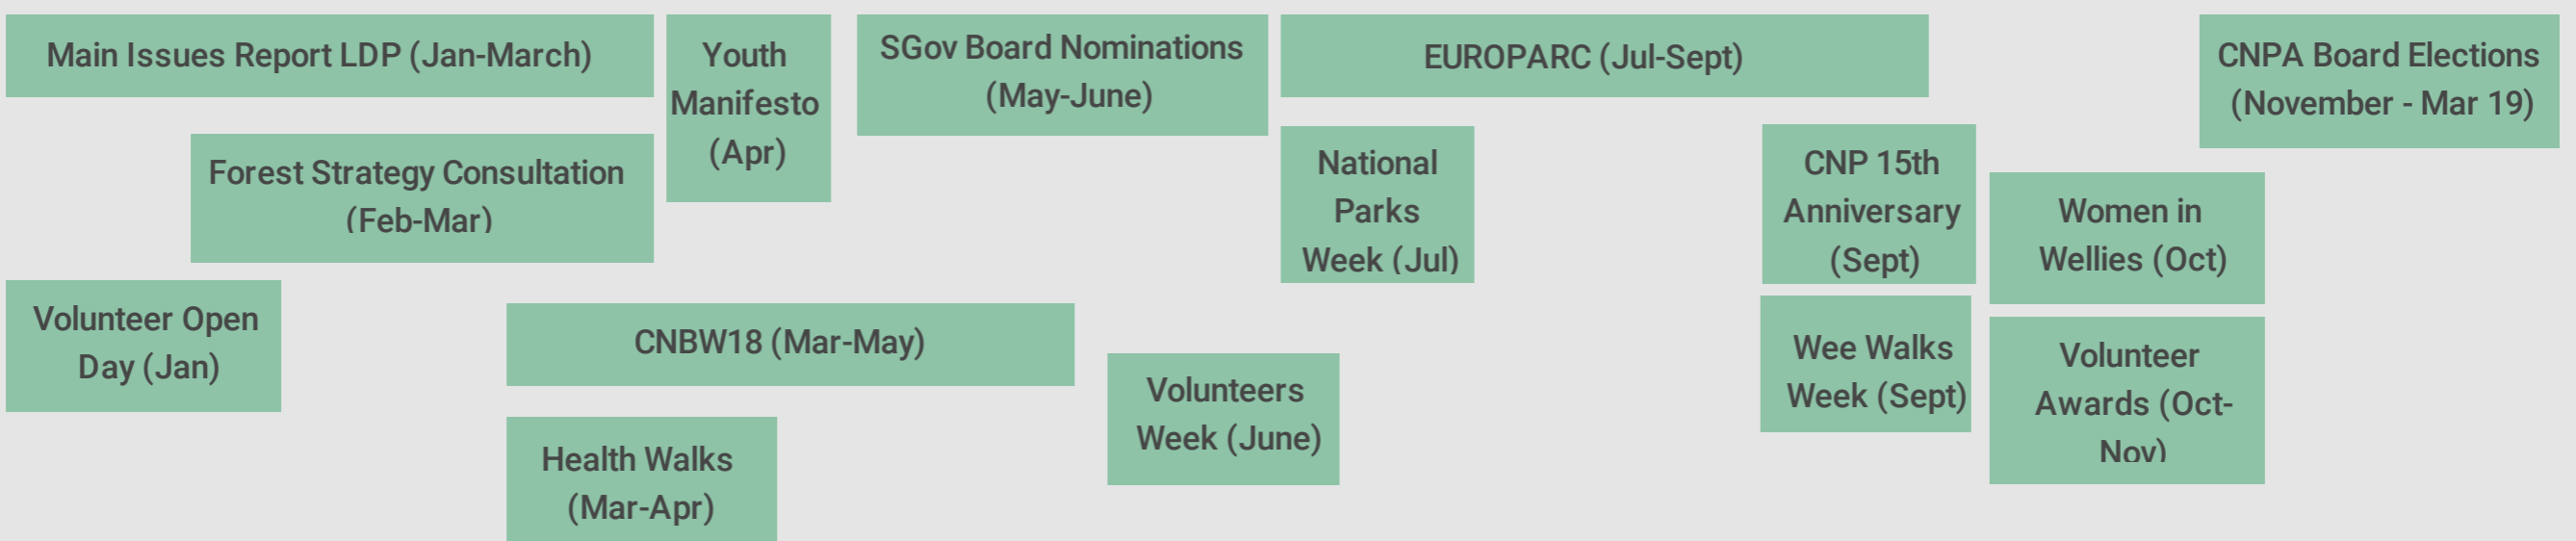 Main Issues Report LDP (Jan-March)
Youth
Manifesto
(Apr)
SGov Board Nominations
(May-June)
EUROPARC (Jul-Sept)
CNPA Board Elections
(November - Mar 19)
Forest Strategy Consultation
(Feb-Mar)
National
Parks
Week (Jul)
CNP 15th
Anniversary
(Sept)
Women in
Wellies (Oct)
Volunteer Open
Day (Jan)
CNBW18 (Mar-May)
Volunteers
Week (June)
Wee Walks
Week (Sept)
Volunteer
Awards (Oct-
Nov)
Health Walks
(Mar-Apr)